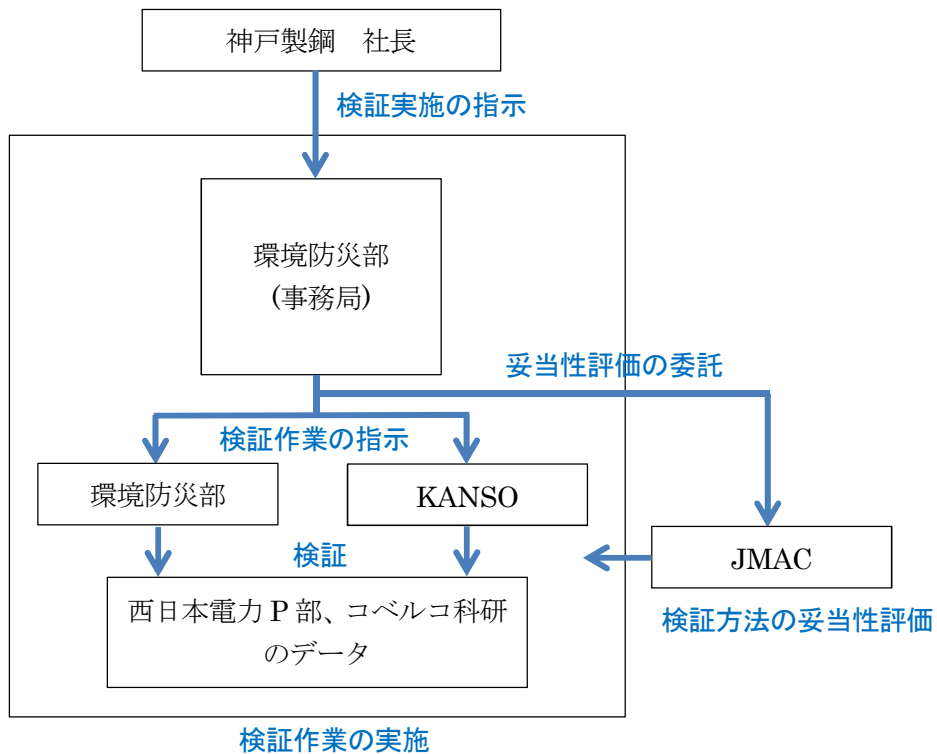 神戸製鋼　社長
検証実施の指示
環境防災部
(事務局)
妥当性評価の委託
検証作業の指示
環境防災部
KANSO
検証
JMAC
西日本電力 P 部、コベルコ科研
のデータ
検証方法の妥当性評価
検証作業の実施